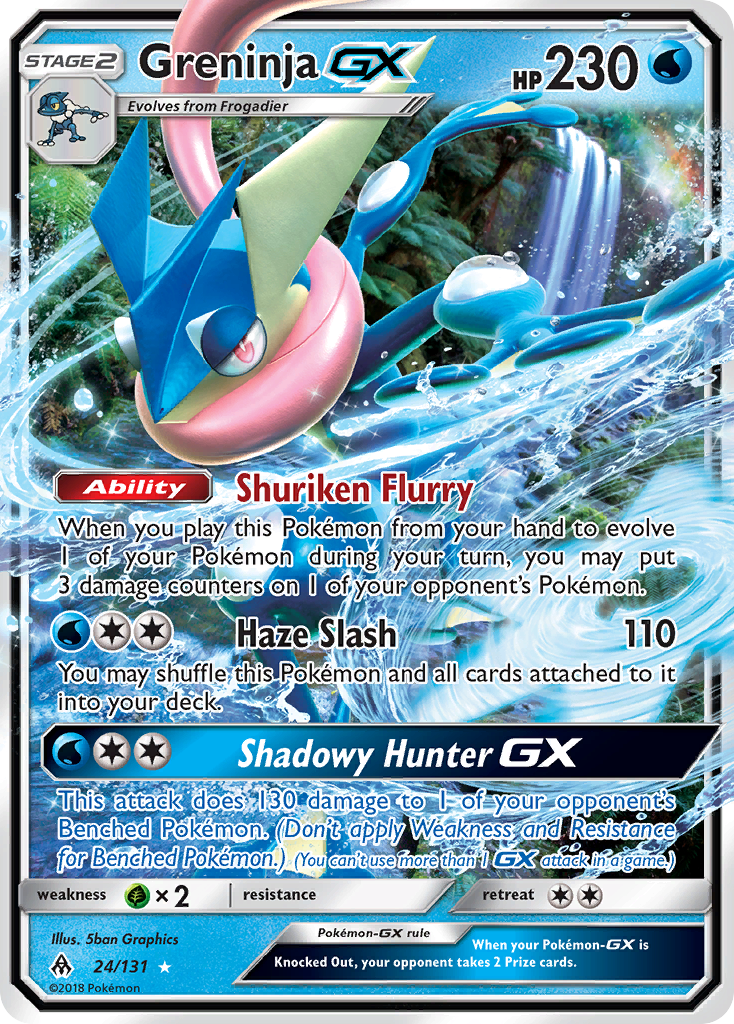 STAGE2 Greninja GX HP230
Evolves from Frogadier
Ability Shuriken Flurry
When you play this Pokémon from your hand to evolve
1 of your Pokémon during your turn, you may put
3 damage counters on 1 of your opponent's Pokémon.
Haze Slash 110
You may shuffle this Pokémon and all cards attached to it
into your deck.
Shadowy Hunter GX
This attack does 130 damage to 1 of your opponent's
Benched Pokémon. (Don't apply Weakness and Resistance
for Benched Pokémon.) (You can't use more than 1 GX attack in a game.)
weakness ×2 resistance retreat
Illus. 5ban Graphics
Pokémon-GX rule
When your Pokémon-GX is
Knocked Out, your opponent takes 2 Prize cards.
24/131
©2018 Pokémon